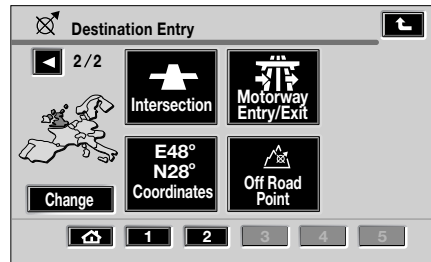 Destination Entry
2/2
Intersection
Motorway
Entry/Exit
E48°
N28°
Coordinates
Off Road
Point
Change
1 2 3 4 5